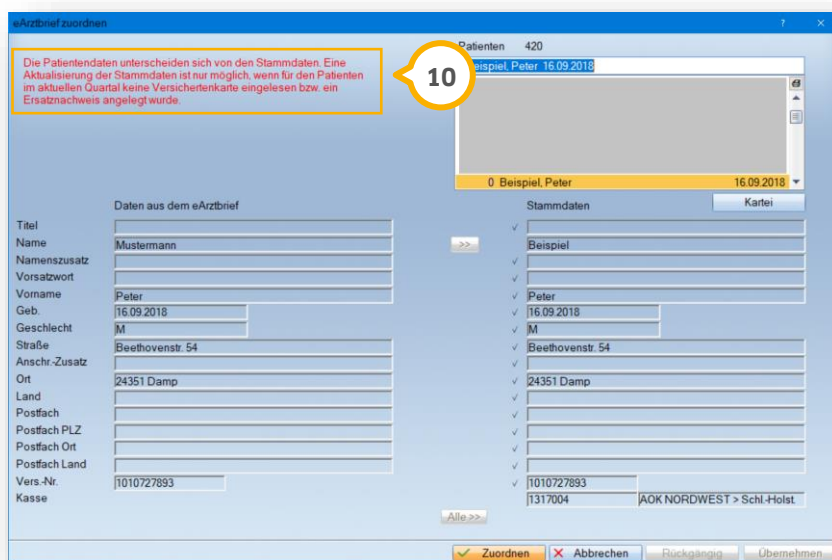 eArztbrief zuordnen
? ×
Patienten 420
Die Patientendaten unterscheiden sich von den Stammdaten. Eine
Aktualisierung der Stammdaten ist nur möglich, wenn für den Patienten
im aktuellen Quartal keine Versichertenkarte eingelesen bzw. ein
Ersatznachweis angelegt wurde.
10
eispiel, Peter 16.09.2018
0 Beispiel, Peter 16.09.2018
Daten aus dem eArztbrief Stammdaten Kartei
Titel
Name Mustermann >> Beispiel
Namenszusatz
Vorsatzwort
Vorname Peter Peter
Geb. 16.09.2018 16.09.2018
Geschlecht M M
Straße Beethovenstr. 54 Beethovenstr. 54
Anschr.-Zusatz
Ort 24351 Damp 24351 Damp
Land
Postfach
Postfach PLZ
Postfach Ort
Postfach Land
Vers.-Nr. 1010727893 1010727893
Kasse 1317004 AOK NORDWEST > Schl.-Holst.
Alle >>
Zuordnen Abbrechen Rückgängig Übernehmen